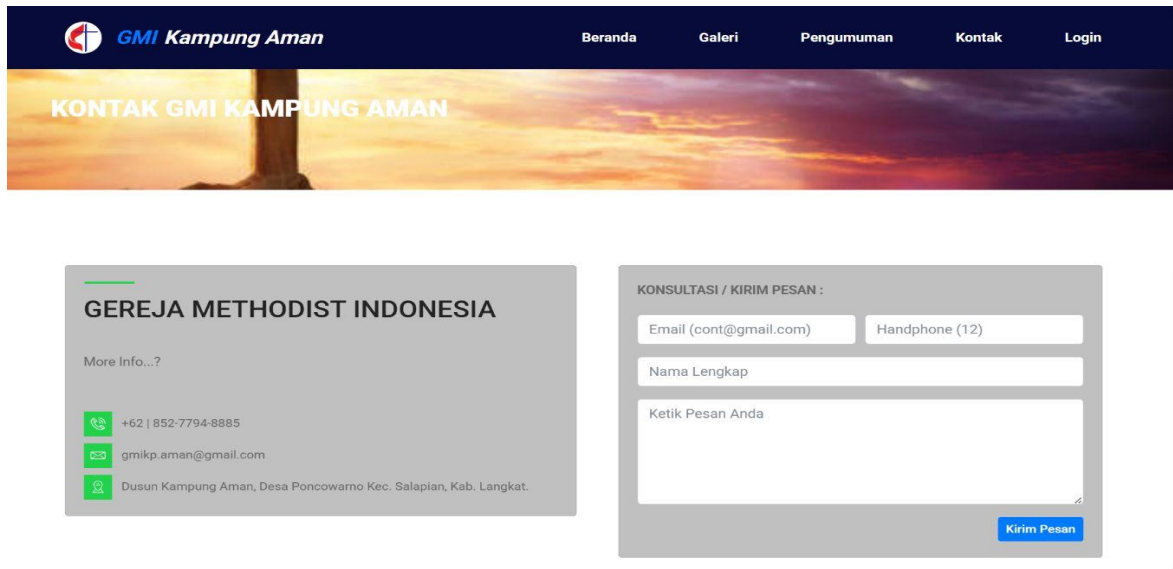 GMI Kampung Aman
Beranda Galeri Pengumuman Kontak Login
KONTAK GMI KAMPUNG AMAN
GEREJA METHODIST INDONESIA
More Info...?
+62 | 852-7794-8885
gmikp.aman@gmail.com
Dusun Kampung Aman, Desa Poncowarno Kec. Salapian, Kab. Langkat.
KONSULTASI / KIRIM PESAN :
Email (cont@gmail.com) Handphone (12)
Nama Lengkap
Ketik Pesan Anda
Kirim Pesan